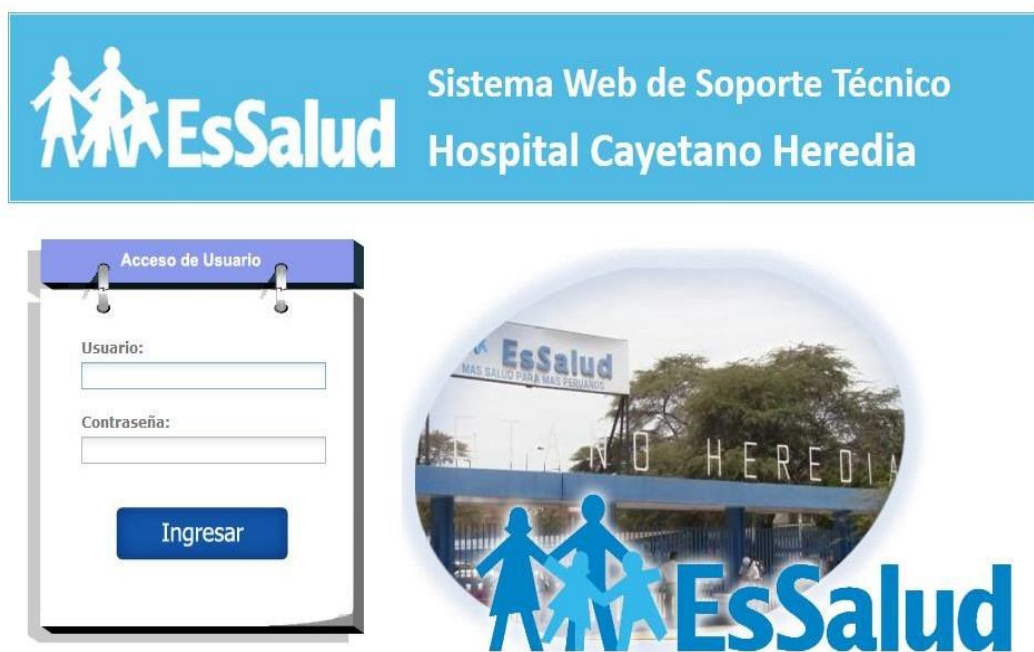 EsSalud
Sistema Web de Soporte Técnico
Hospital Cayetano Heredia
Acceso de Usuario
Usuario:
Contraseña:
Ingresar
EsSalud
MAS SALUD PARA MAS PERUANOS
ETANO HEREDIA
EsSalud